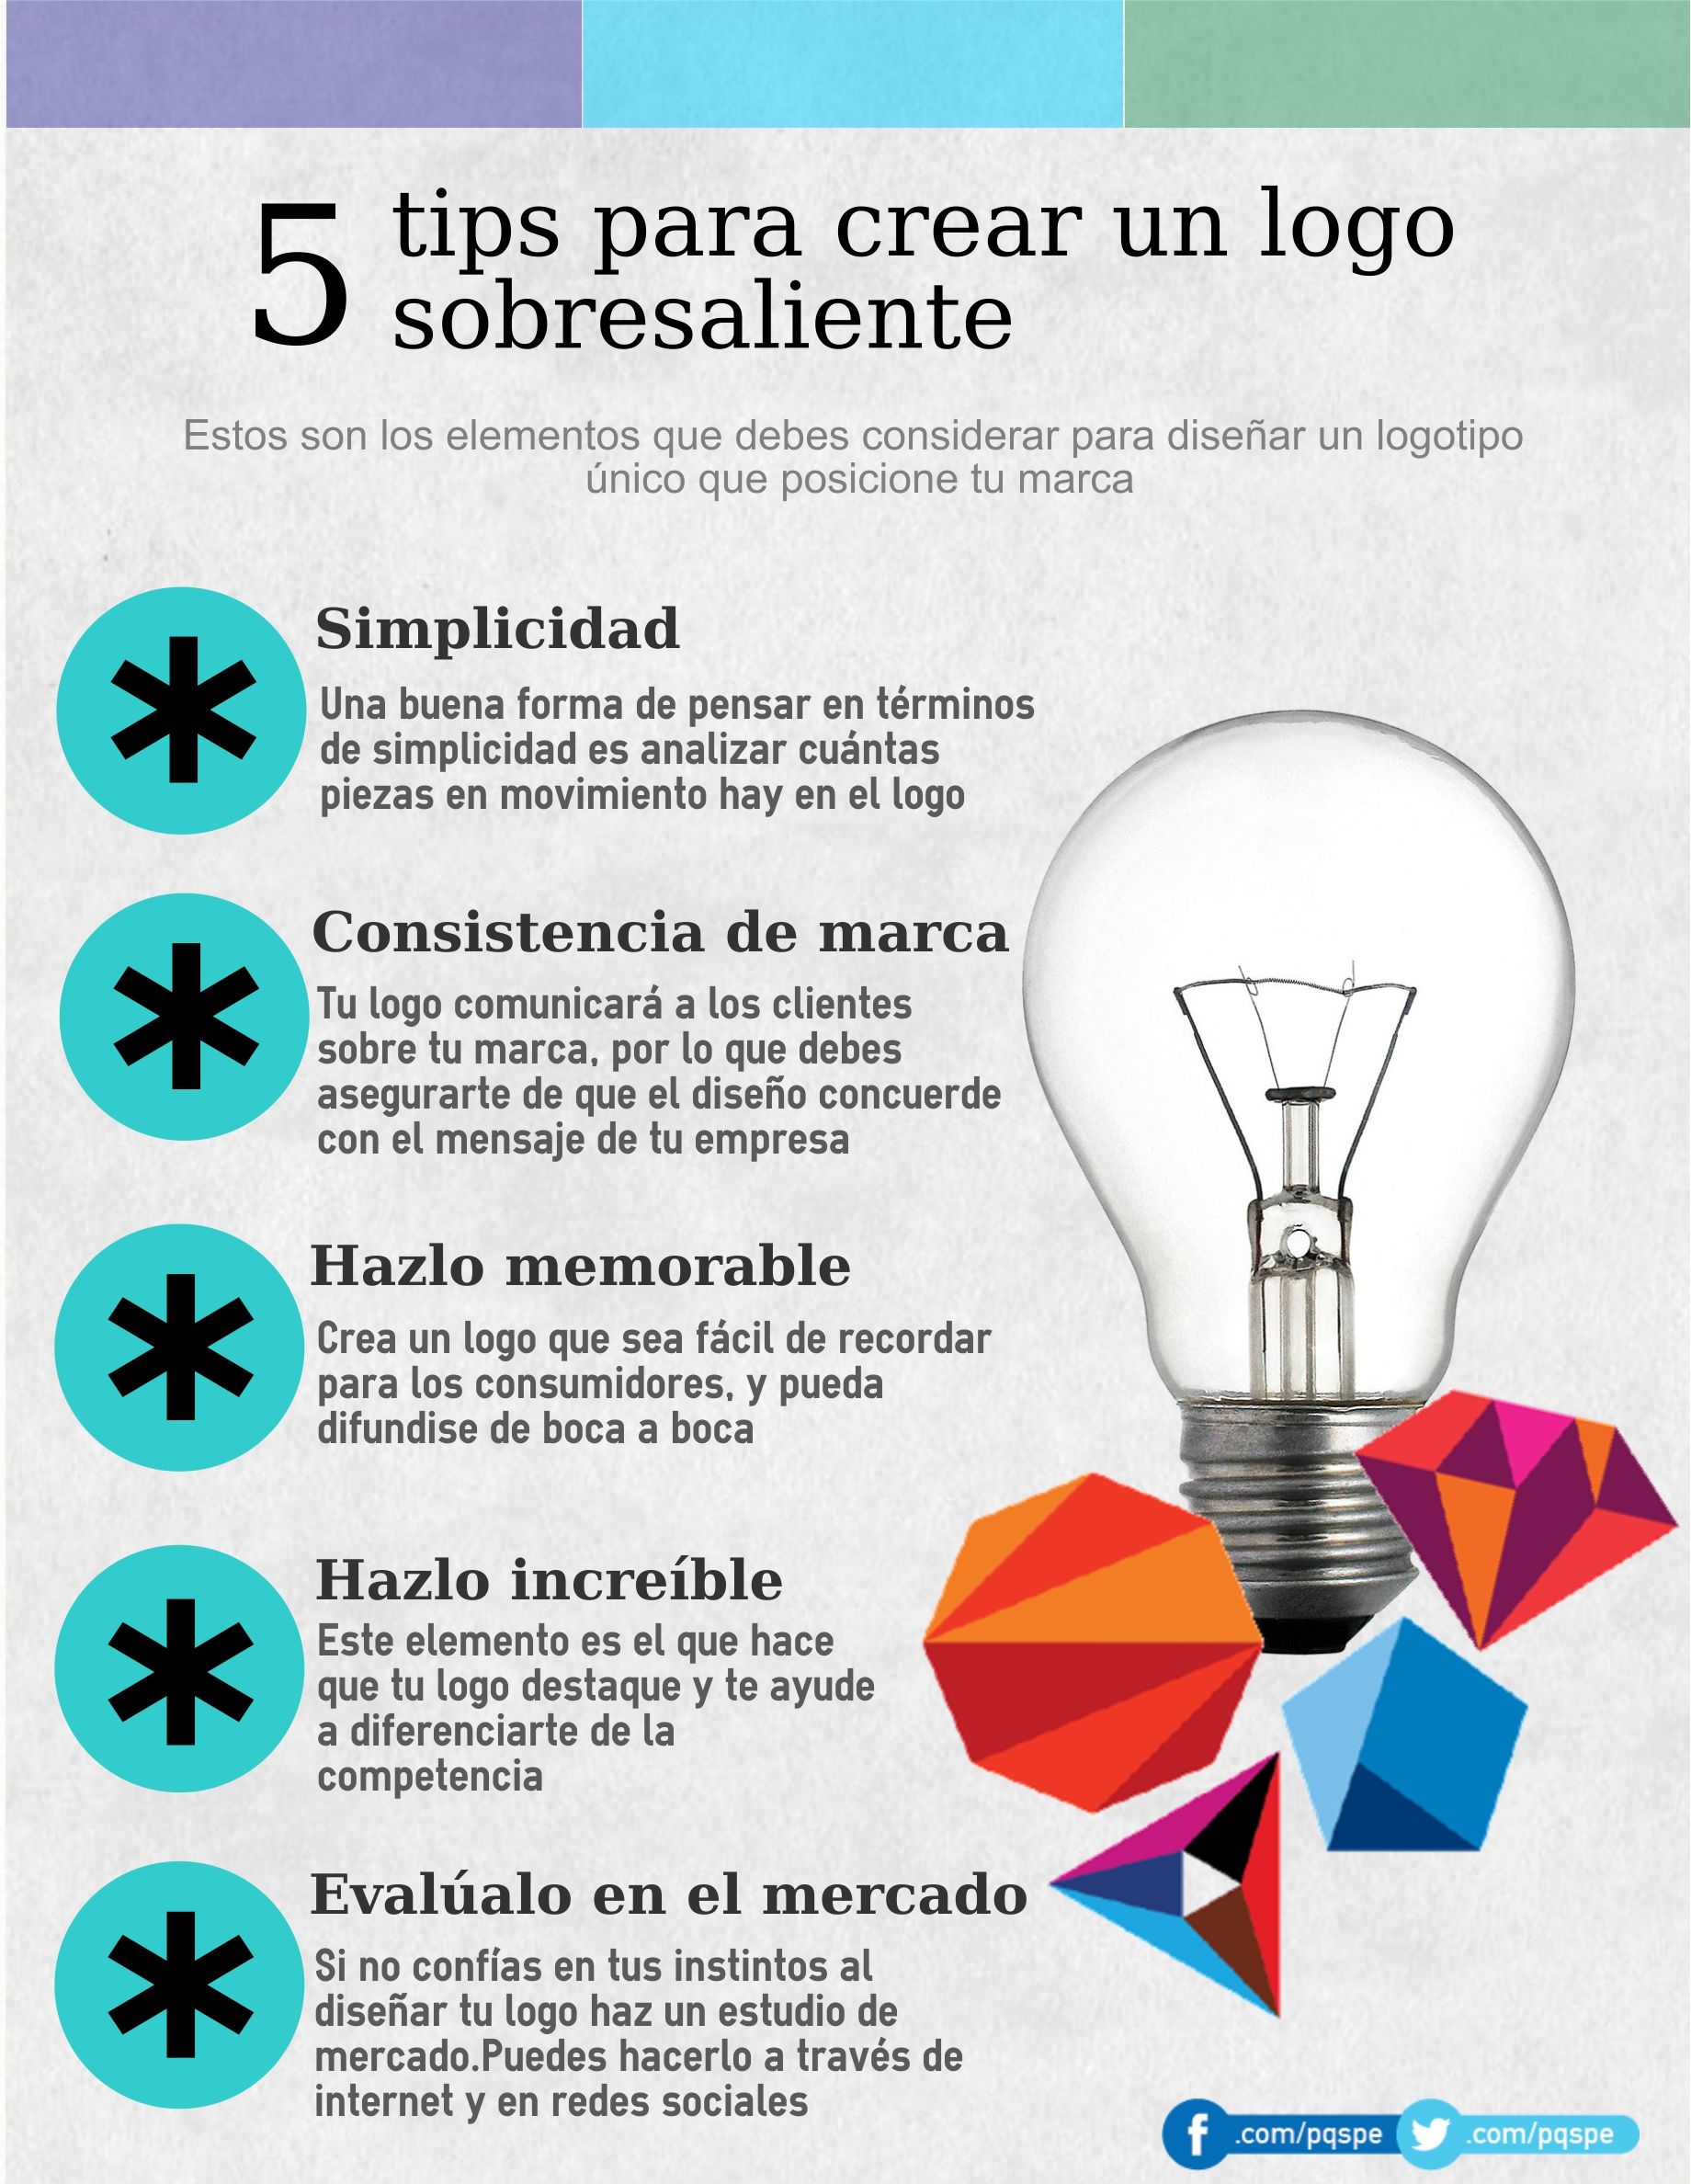 5 tips para crear un logo
sobresaliente
Estos son los elementos que debes considerar para diseñar un logotipo
único que posicione tu marca
Simplicidad
Una buena forma de pensar en términos
de simplicidad es analizar cuántas
piezas en movimiento hay en el logo
Consistencia de marca
Tu logo comunicará a los clientes
sobre tu marca, por lo que debes
asegurarte de que el diseño concuerde
con el mensaje de tu empresa
Hazlo memorable
Crea un logo que sea fácil de recordar
para los consumidores, y pueda
difundise de boca a boca
Hazlo increíble
Este elemento es el que hace
que tu logo destaque y te ayude
a diferenciarte de la
competencia
Evalúalo en el mercado
Si no confías en tus instintos al
diseñar tu logo haz un estudio de
mercado.Puedes hacerlo a través de
internet y en redes sociales
f .com/pqspe .com/pqspe